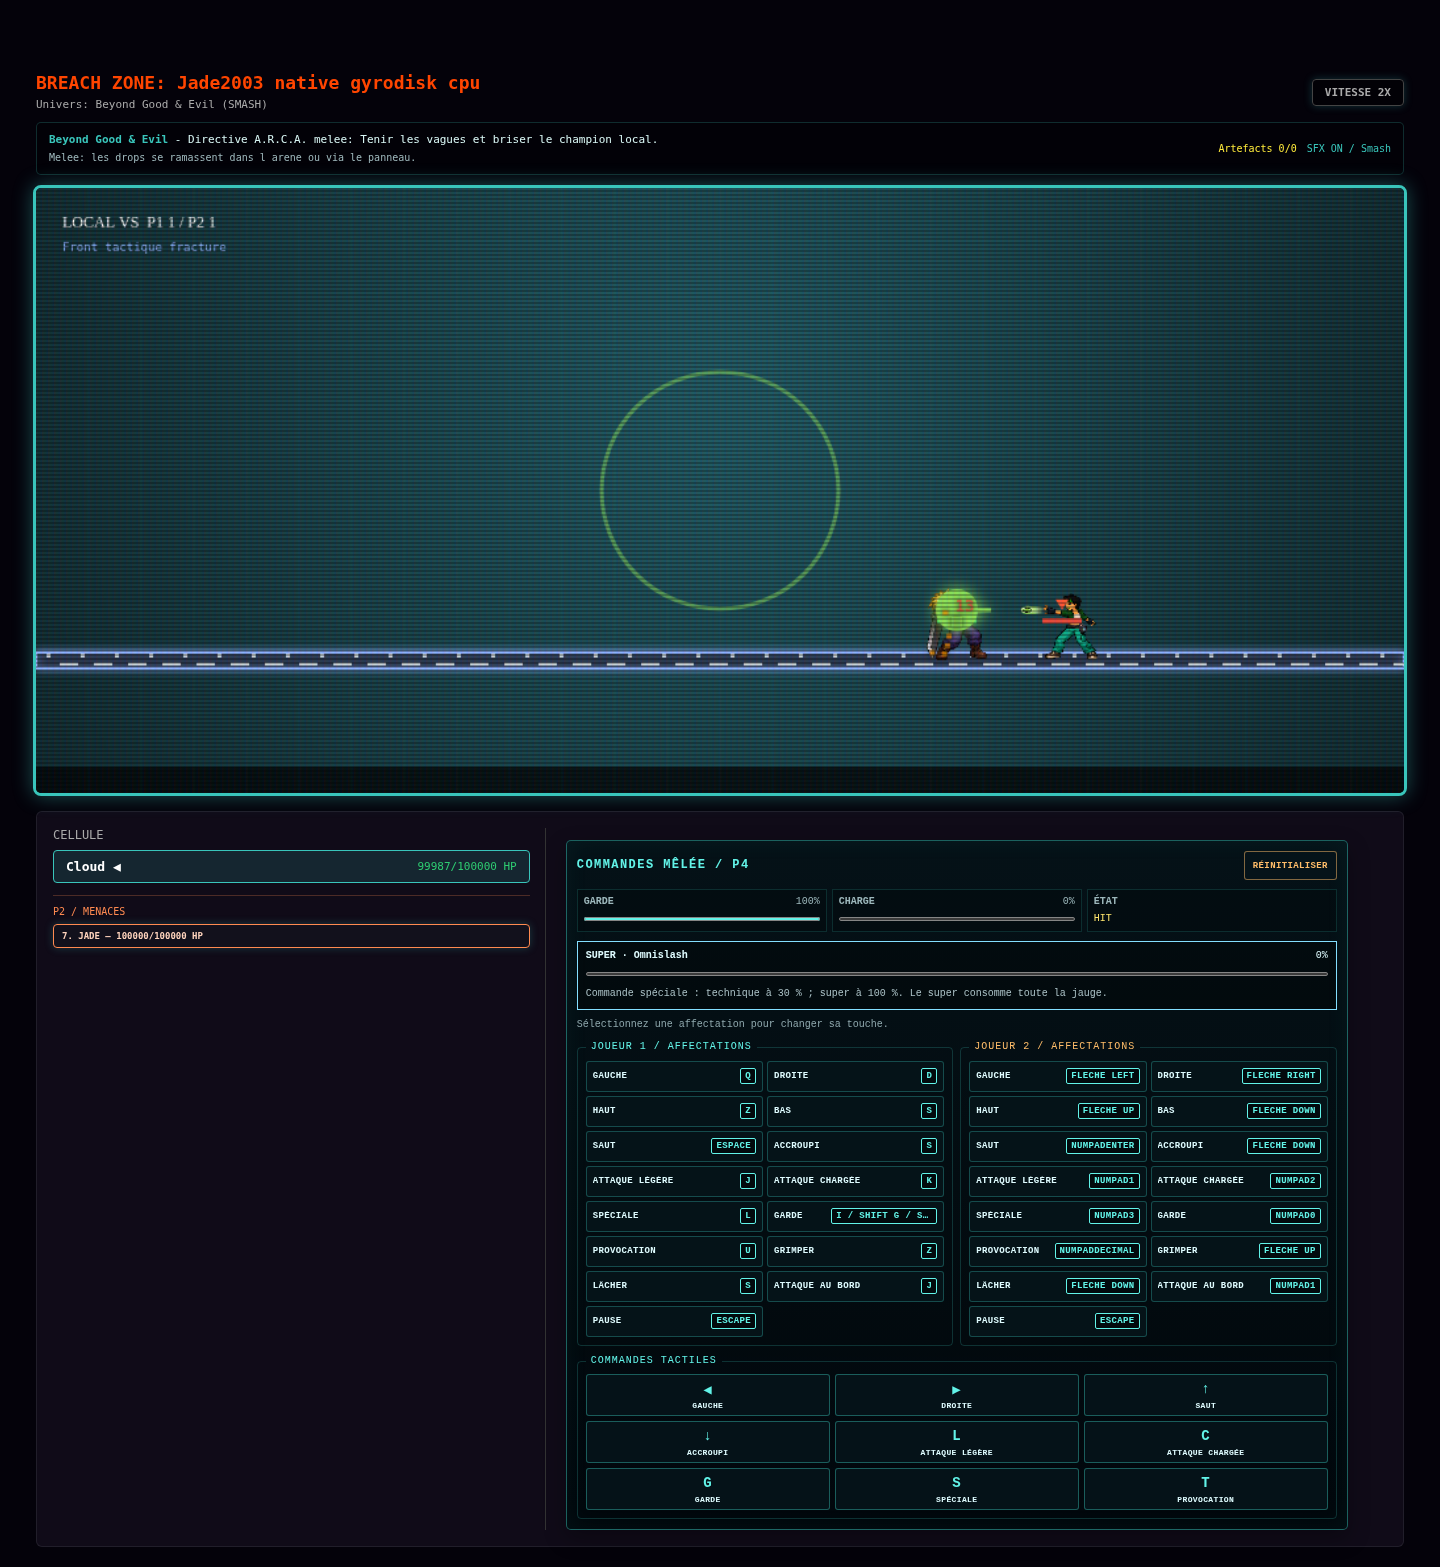 BREACH ZONE: Jade2003 native gyrodisk cpu
Univers: Beyond Good & Evil (SMASH)
VITESSE 2X
Beyond Good & Evil - Directive A.R.C.A. melee: Tenir les vagues et briser le champion local.
Melee: les drops se ramassent dans l arene ou via le panneau.
Artefacts 0/0 SFX ON / Smash
LOCAL VS P1 1 / P2 1
Front tactique fracture
13
CELLULE
Cloud ◀ 99987/100000 HP
P2 / MENACES
7. JADE — 100000/100000 HP
COMMANDES MÊLÉE / P4
RÉINITIALISER
GARDE 100%
CHARGE 0%
ÉTAT
HIT
SUPER · Omnislash 0%
Commande spéciale : technique à 30 % ; super à 100 %. Le super consomme toute la jauge.
Sélectionnez une affectation pour changer sa touche.
JOUEUR 1 / AFFECTATIONS
GAUCHE Q
DROITE D
HAUT Z
BAS S
SAUT ESPACE
ACCROUPI S
ATTAQUE LÉGÈRE J
ATTAQUE CHARGÉE K
SPÉCIALE L
GARDE I / SHIFT G / S…
PROVOCATION U
GRIMPER Z
LÂCHER S
ATTAQUE AU BORD J
PAUSE ESCAPE
JOUEUR 2 / AFFECTATIONS
GAUCHE FLECHE LEFT
DROITE FLECHE RIGHT
HAUT FLECHE UP
BAS FLECHE DOWN
SAUT NUMPADENTER
ACCROUPI FLECHE DOWN
ATTAQUE LÉGÈRE NUMPAD1
ATTAQUE CHARGÉE NUMPAD2
SPÉCIALE NUMPAD3
GARDE NUMPAD0
PROVOCATION NUMPADDECIMAL
GRIMPER FLECHE UP
LÂCHER FLECHE DOWN
ATTAQUE AU BORD NUMPAD1
PAUSE ESCAPE
COMMANDES TACTILES
◀
GAUCHE
▶
DROITE
↑
SAUT
↓
ACCROUPI
L
ATTAQUE LÉGÈRE
C
ATTAQUE CHARGÉE
G
GARDE
S
SPÉCIALE
T
PROVOCATION